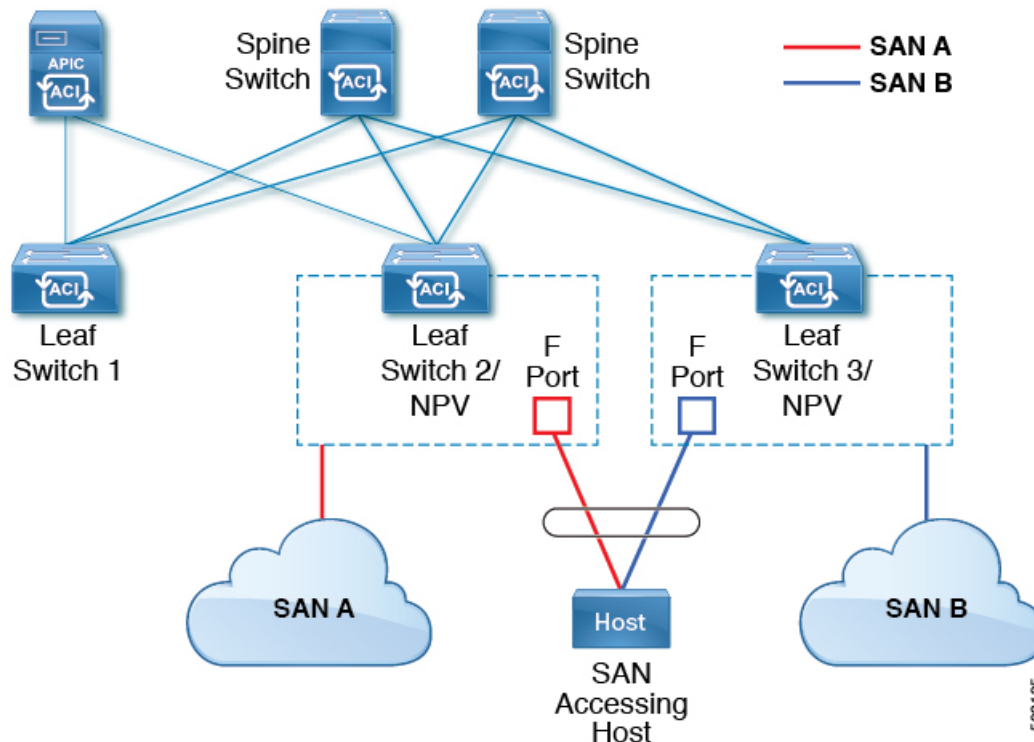 Spine
Switch
Spine
Switch
SAN A
SAN B
APIC
ACI
ACI
ACI
ACI
ACI
ACI
Leaf
Switch 1
Leaf
Switch 2/
NPV
F
Port
F
Port
Leaf
Switch 3/
NPV
SAN A
Host
SAN B
SAN
Accessing
Host